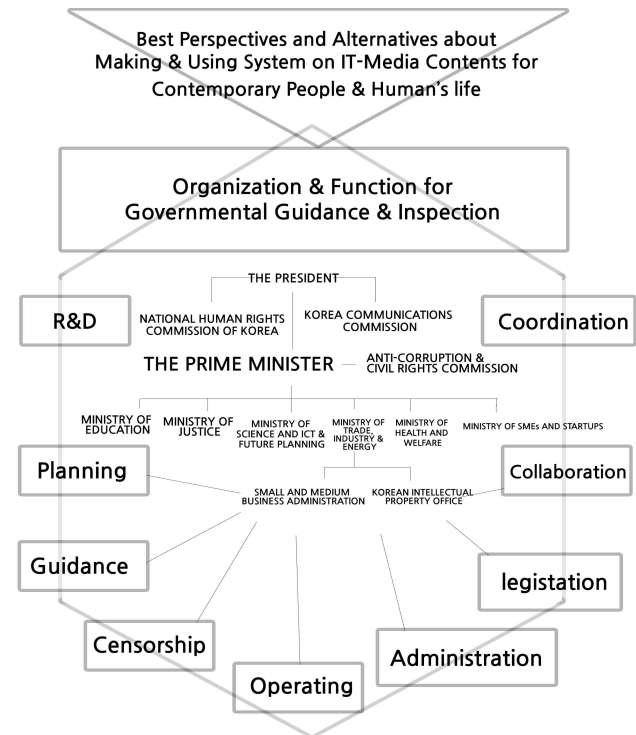 Best Perspectives and Alternatives about
Making & Using System on IT-Media Contents for
Contemporary People & Human's life
Organization & Function for
Governmental Guidance & Inspection
THE PRESIDENT
R&D
NATIONAL HUMAN RIGHTS
COMMISSION OF KOREA
KOREA COMMUNICATIONS
COMMISSION
Coordination
THE PRIME MINISTER
ANTI-CORRUPTION &
CIVIL RIGHTS COMMISSION
MINISTRY OF
EDUCATION
MINISTRY OF
JUSTICE
MINISTRY OF
SCIENCE AND ICT &
FUTURE PLANNING
MINISTRY OF
TRADE,
INDUSTRY &
ENERGY
MINISTRY OF
HEALTH AND
WELFARE
MINISTRY OF SMEs AND STARTUPS
Planning
Collaboration
SMALL AND MEDIUM
BUSINESS ADMINISTRATION
KOREAN INTELLECTUAL
PROPERTY OFFICE
Guidance
legistation
Censorship
Administration
Operating